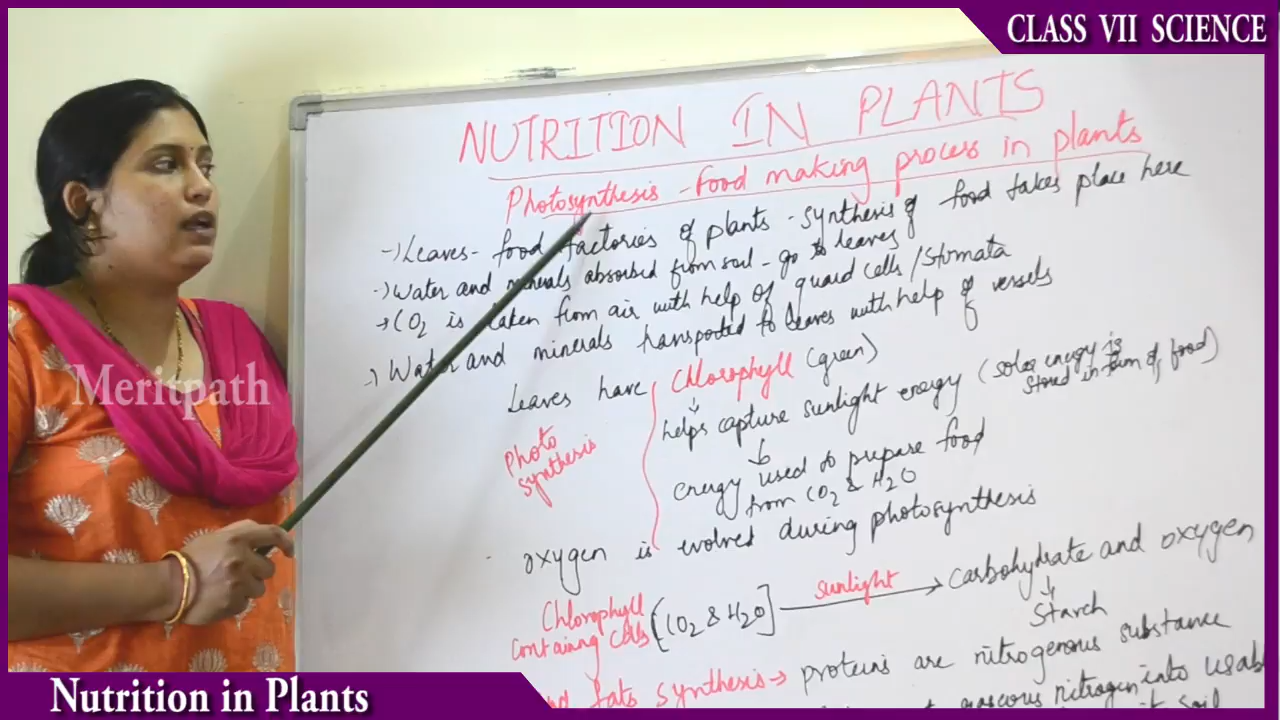 CLASS VII SCIENCE
NUTRITION IN PLANTS
Photosynthesis - Food making process in plants
→ Leaves - food factories of plants - synthesis of food takes place here
→ Water and minerals absorbed from soil - go to leaves
→ CO2 is taken from air with help of guard cells / Stomata
→ Water and minerals transported to leaves with help of vessels
Leaves have Chlorophyll (green)
↓
helps capture sunlight energy (solar energy is
stored in form of food)
↓
Photo
synthesis
energy used to prepare food
from CO2 & H2O
oxygen is evolved during photosynthesis
Chlorophyll
containing cells
[CO2 & H2O] sunlight → Carbohydrate and oxygen
↓
Starch
fats synthesis → proteins are nitrogenous substance
gaseous nitrogen into
soil
Meritpath
Nutrition in Plants